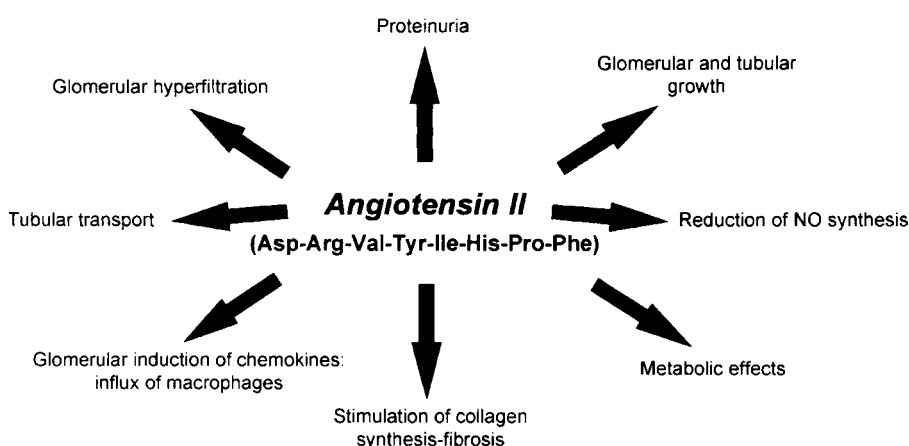 Proteinuria
Glomerular hyperfiltration
Glomerular and tubular
growth
Angiotensin II
(Asp-Arg-Val-Tyr-Ile-His-Pro-Phe)
Tubular transport
Reduction of NO synthesis
Glomerular induction of chemokines:
influx of macrophages
Metabolic effects
Stimulation of collagen
synthesis-fibrosis